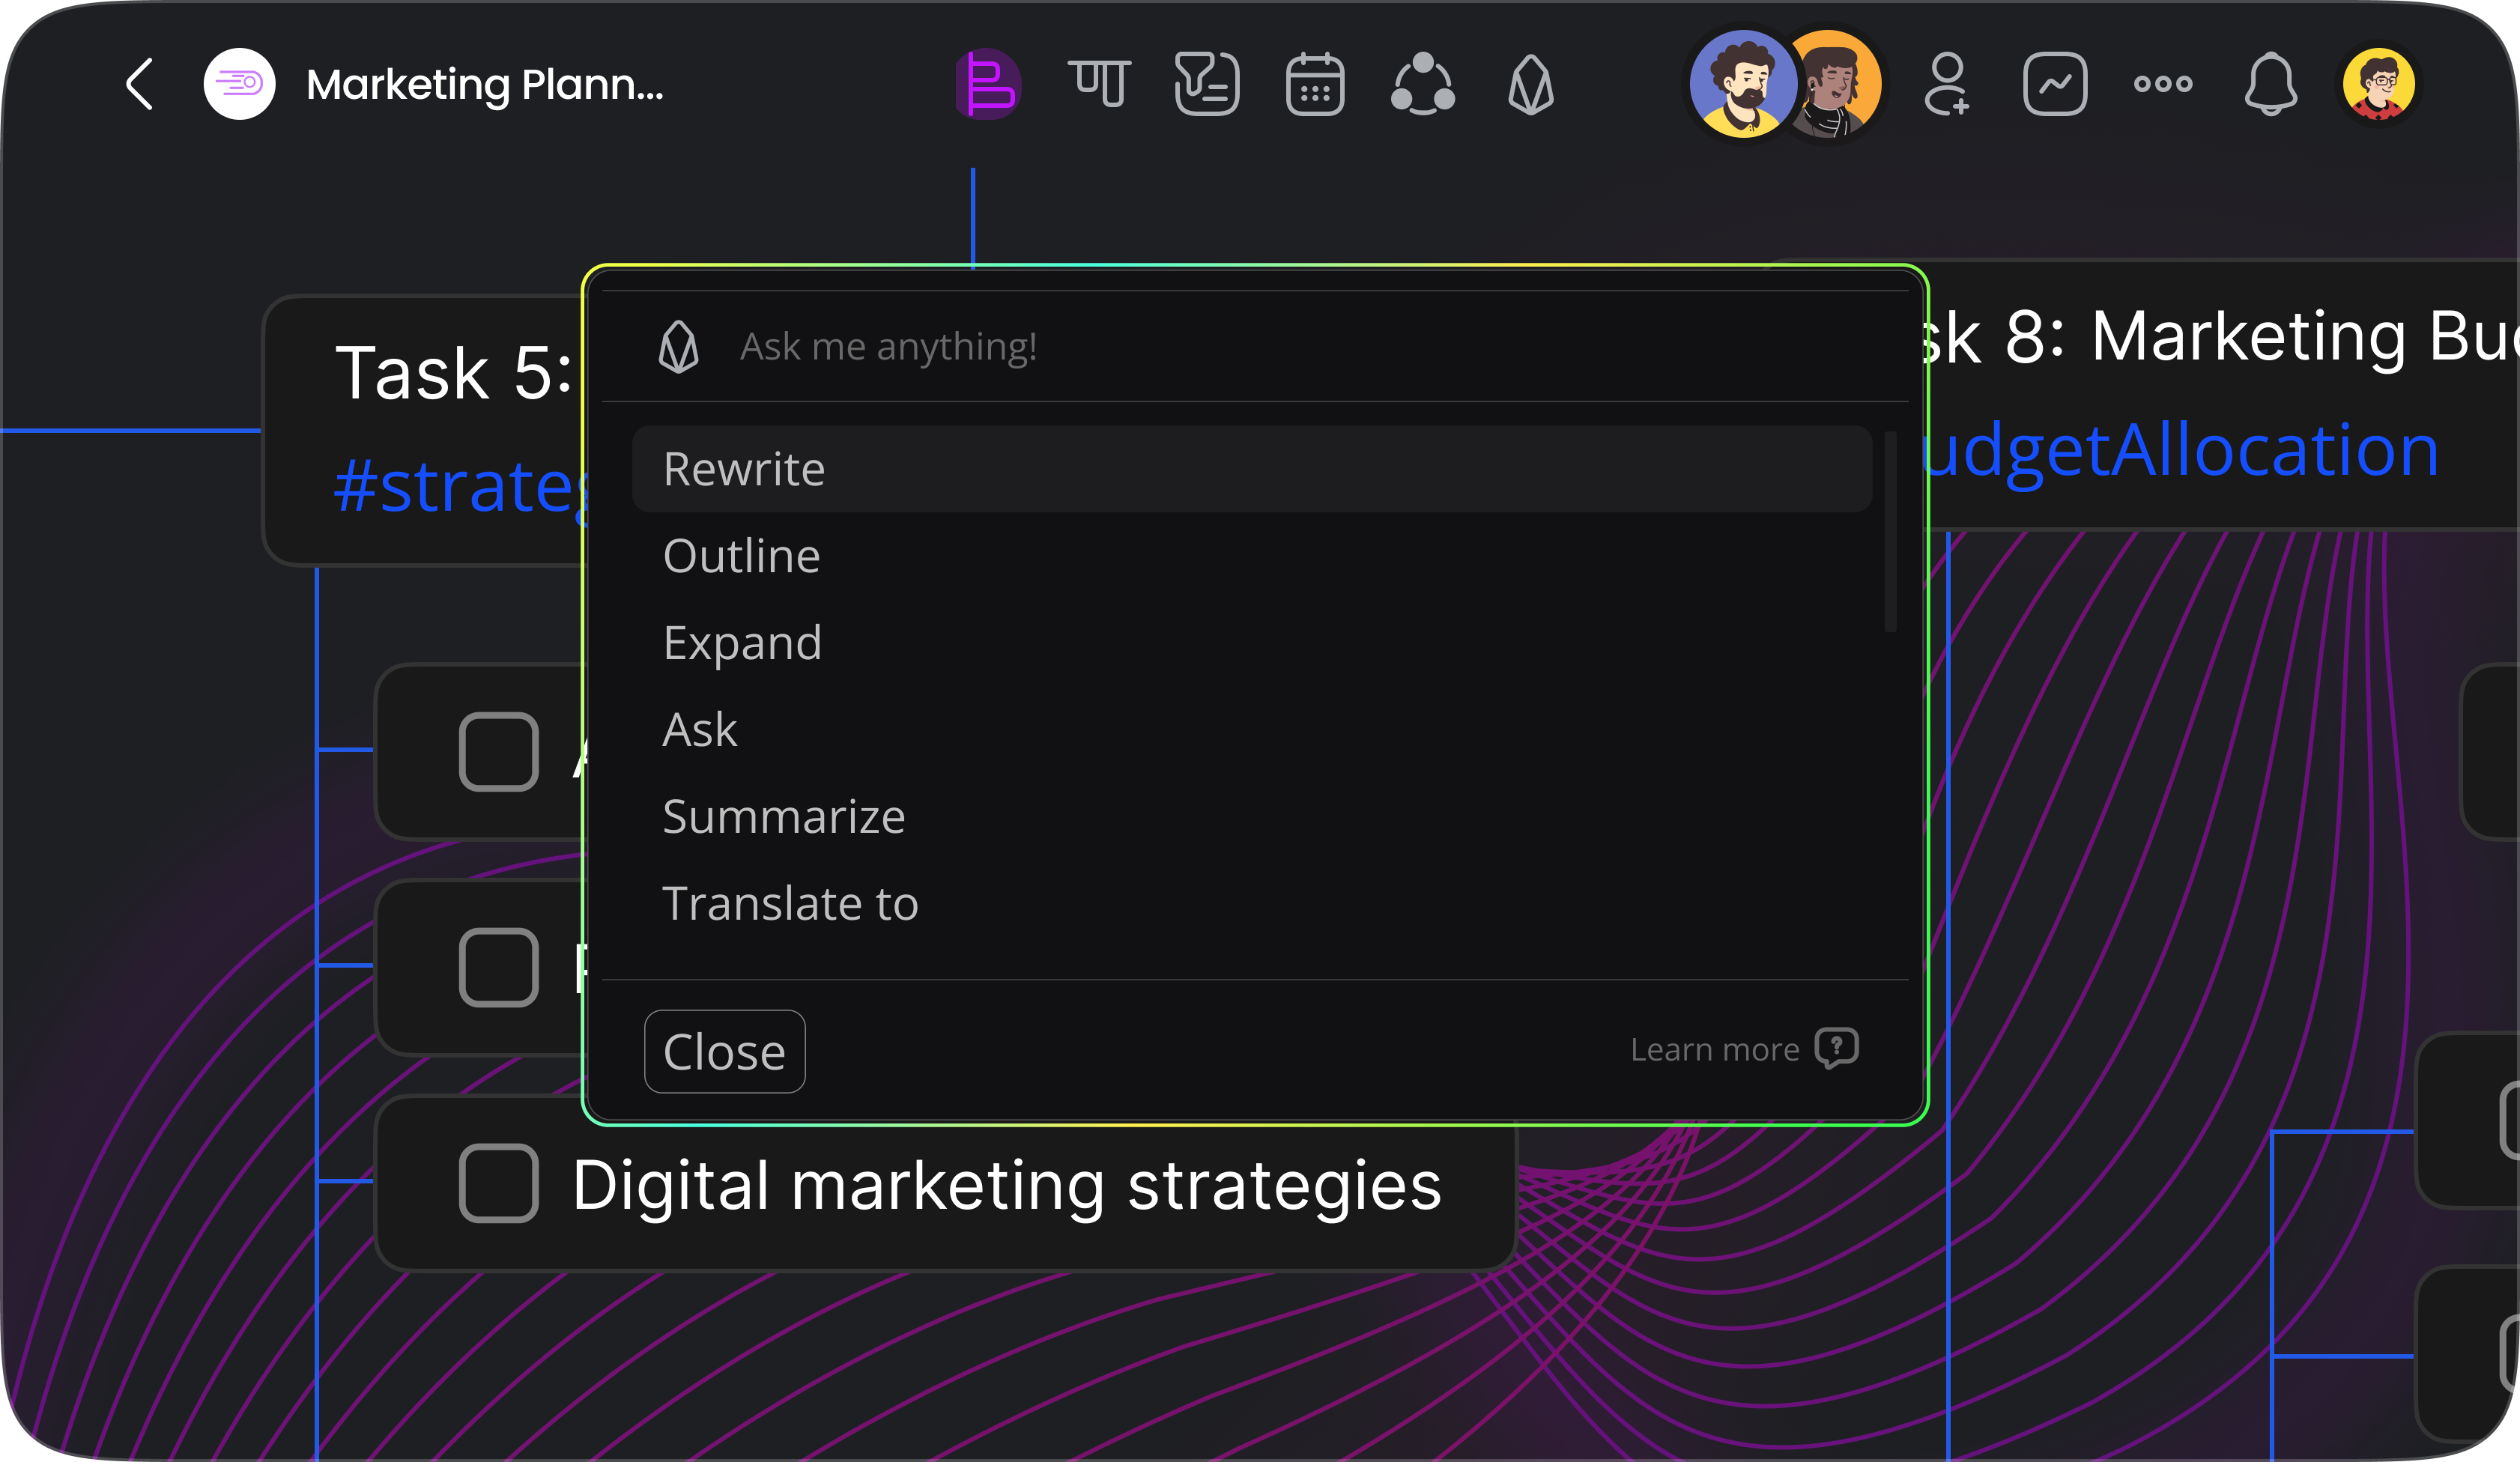 Marketing Plann...
Task 5:
#strateg
Ask me anything!
Rewrite
Outline
Expand
Ask
Summarize
Translate to
Close
Learn more
sk 8: Marketing Bu
udgetAllocation
Digital marketing strategies